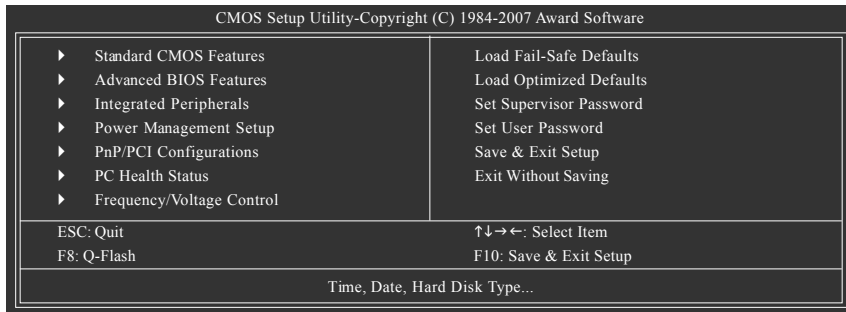 CMOS Setup Utility-Copyright (C) 1984-2007 Award Software
Standard CMOS Features
Advanced BIOS Features
Integrated Peripherals
Power Management Setup
PnP/PCI Configurations
PC Health Status
Frequency/Voltage Control
Load Fail-Safe Defaults
Load Optimized Defaults
Set Supervisor Password
Set User Password
Save & Exit Setup
Exit Without Saving
ESC: Quit
F8: Q-Flash
↑↓→←: Select Item
F10: Save & Exit Setup
Time, Date, Hard Disk Type...